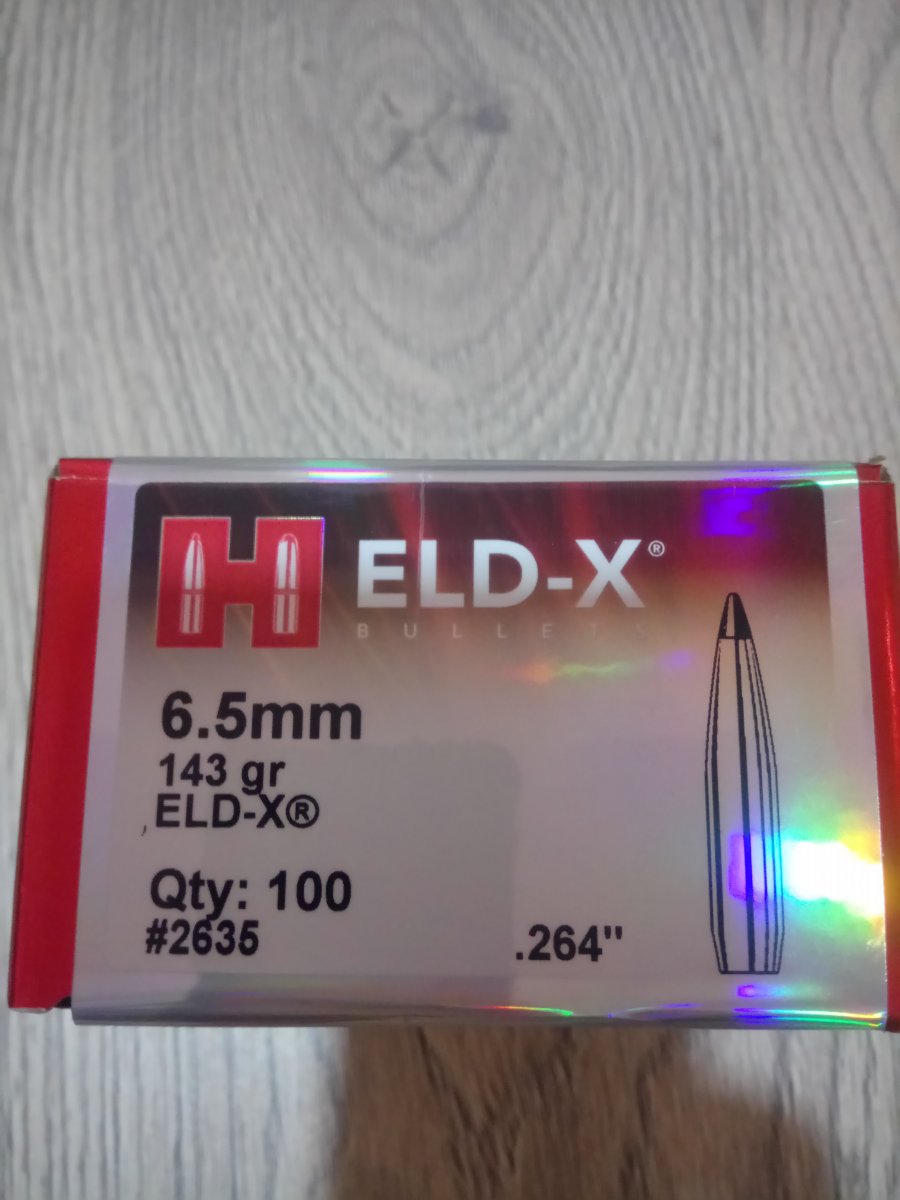 H ELD-X®
BULLETS
6.5mm
143 gr
ELD-X®
Qty: 100
#2635
.264"